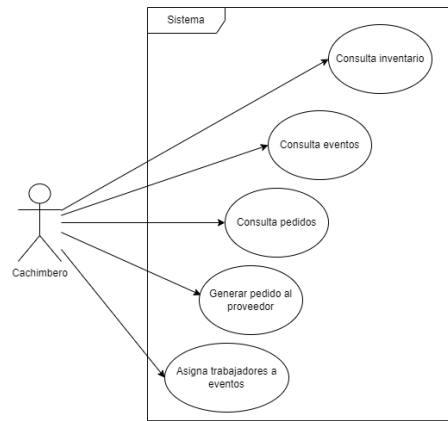 Sistema
Consulta inventario
Consulta eventos
Consulta pedidos
Cachimbero
Generar pedido al
proveedor
Asigna trabajadores a
eventos